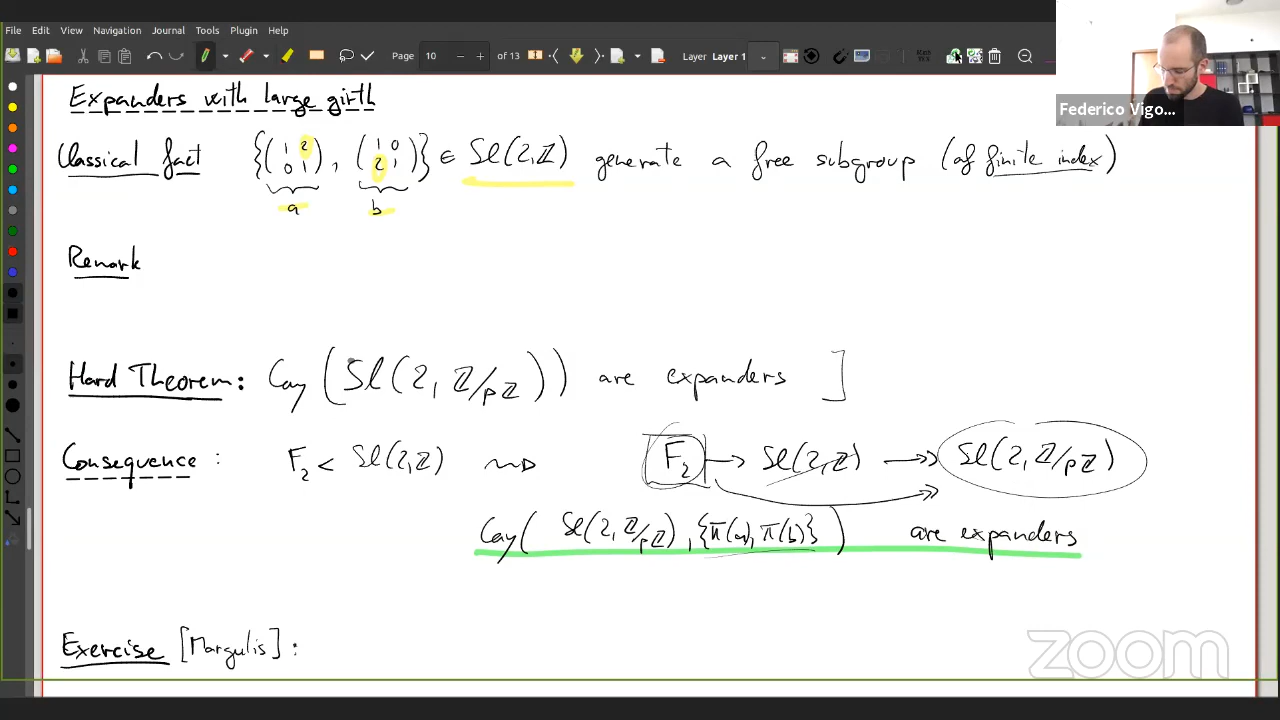 File Edit View Navigation Journal Tools Plugin Help
Page 10 of 13 Layer Layer 1
Federico Vigo...
Expanders with large girth
Classical fact {(1 2 0 1), (1 0 2 1)} ∈ Sl(2,ℤ) generate a free subgroup (of finite index)
a b
Remark
Hard Theorem: Cay(Sl(2, ℤ/pℤ)) are expanders ]
Consequence: F₂ < Sl(2,ℤ) ⇝ F₂ → Sl(2,ℤ) ↠ Sl(2, ℤ/pℤ)
Cay( Sl(2, ℤ/pℤ), {π(a), π(b)} ) are expanders
Exercise [Margulis]:
zoom